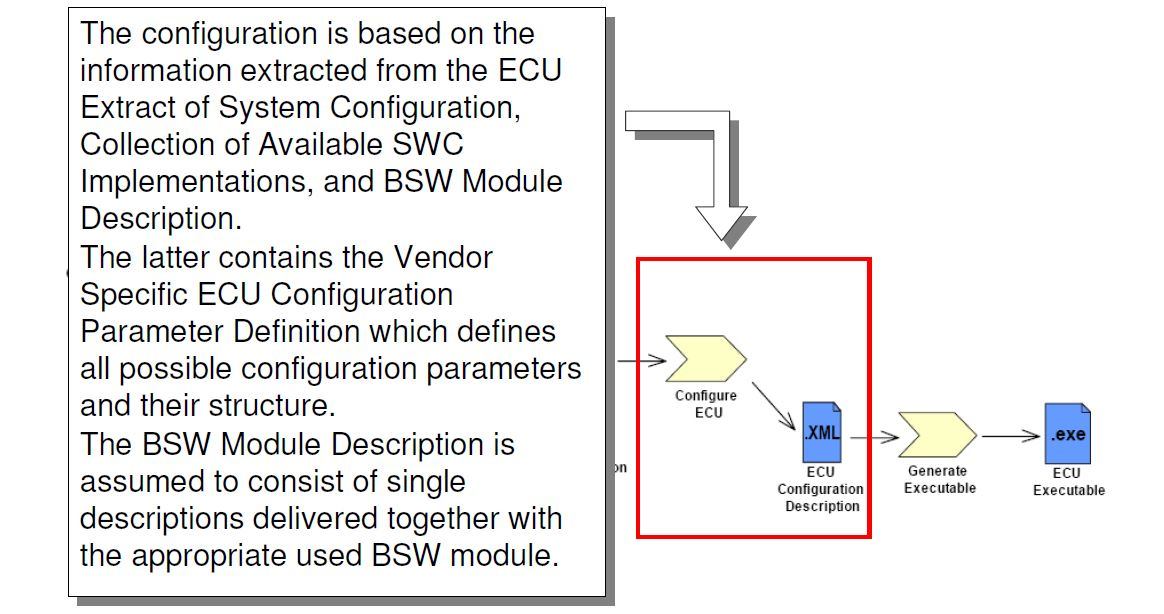 The configuration is based on the
information extracted from the ECU
Extract of System Configuration,
Collection of Available SWC
Implementations, and BSW Module
Description.
The latter contains the Vendor
Specific ECU Configuration
Parameter Definition which defines
all possible configuration parameters
and their structure.
The BSW Module Description is
assumed to consist of single
descriptions delivered together with
the appropriate used BSW module.
on
Configure
ECU
.XML
ECU
Configuration
Description
Generate
Executable
.exe
ECU
Executable